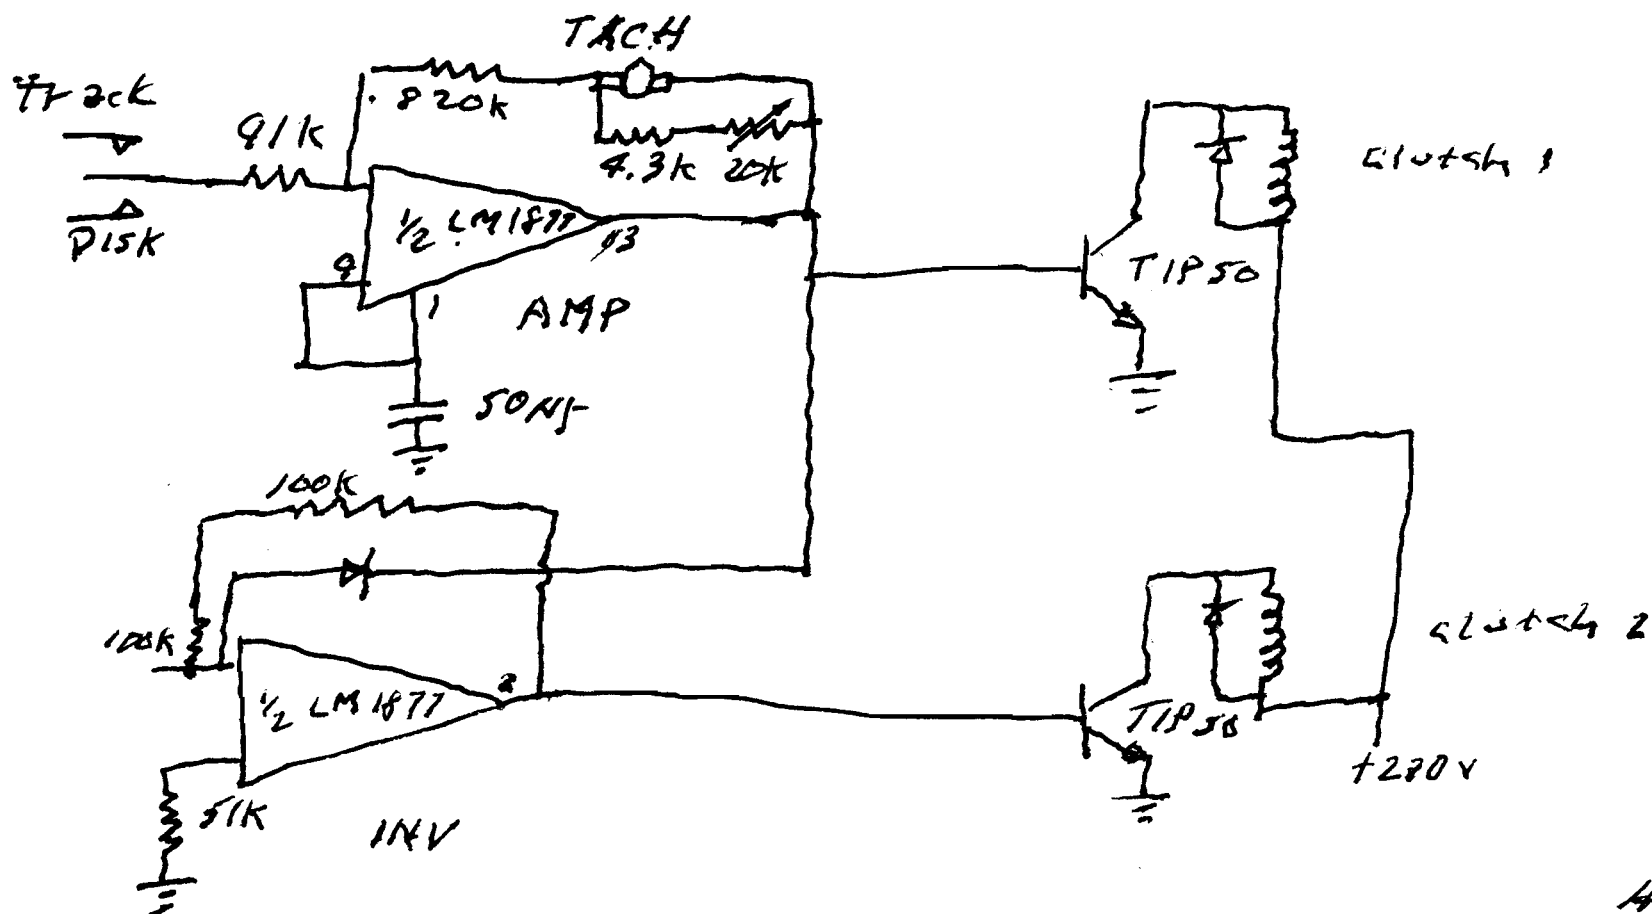 TACH
Track
820k
91k
4.3k 20k
Clutch 1
1/2 LM1877
13
DISK
TIP50
9
1
AMP
50Nf
100k
100k
Clutch 2
2
1/2 LM1877
TIP50
+280v
51K
INV